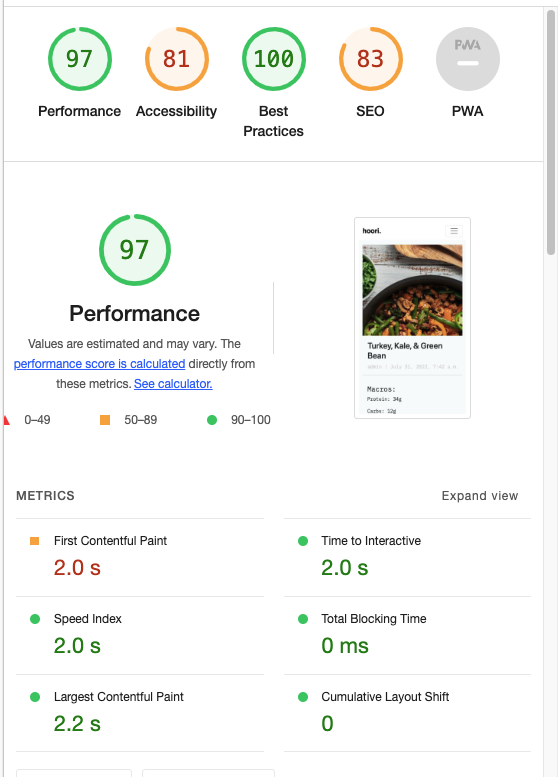 97
81
100
83
PWA
Performance
Accessibility
Best
Practices
SEO
PWA
97
Performance
Values are estimated and may vary. The
performance score is calculated directly from
these metrics. See calculator.
0–49
50–89
90–100
hoori.
Turkey, Kale, & Green
Bean
admin | July 21, 2022, 7:42 a.m.
Macros:
Protein: 34g
Carbs: 12g
METRICS
Expand view
First Contentful Paint
2.0 s
Time to Interactive
2.0 s
Speed Index
2.0 s
Total Blocking Time
0 ms
Largest Contentful Paint
2.2 s
Cumulative Layout Shift
0